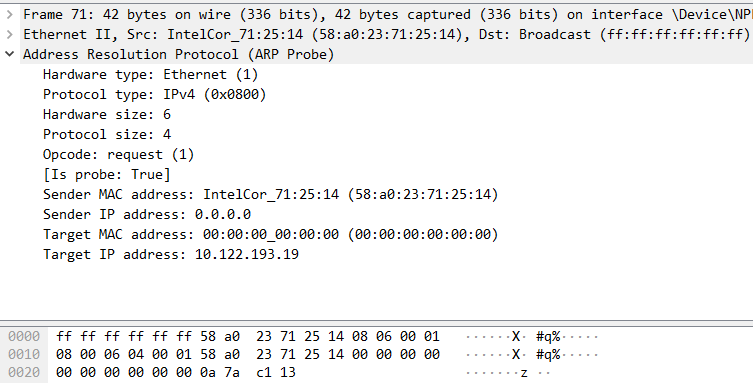 Frame 71: 42 bytes on wire (336 bits), 42 bytes captured (336 bits) on interface \Device\NP
Ethernet II, Src: IntelCor_71:25:14 (58:a0:23:71:25:14), Dst: Broadcast (ff:ff:ff:ff:ff:ff)
Address Resolution Protocol (ARP Probe)
Hardware type: Ethernet (1)
Protocol type: IPv4 (0x0800)
Hardware size: 6
Protocol size: 4
Opcode: request (1)
[Is probe: True]
Sender MAC address: IntelCor_71:25:14 (58:a0:23:71:25:14)
Sender IP address: 0.0.0.0
Target MAC address: 00:00:00_00:00:00 (00:00:00:00:00:00)
Target IP address: 10.122.193.19
0000 ff ff ff ff ff ff 58 a0 23 71 25 14 08 06 00 01 ······X· #q%·····
0010 08 00 06 04 00 01 58 a0 23 71 25 14 00 00 00 00 ······X· #q%·····
0020 00 00 00 00 00 00 0a 7a c1 13 ·······z ··